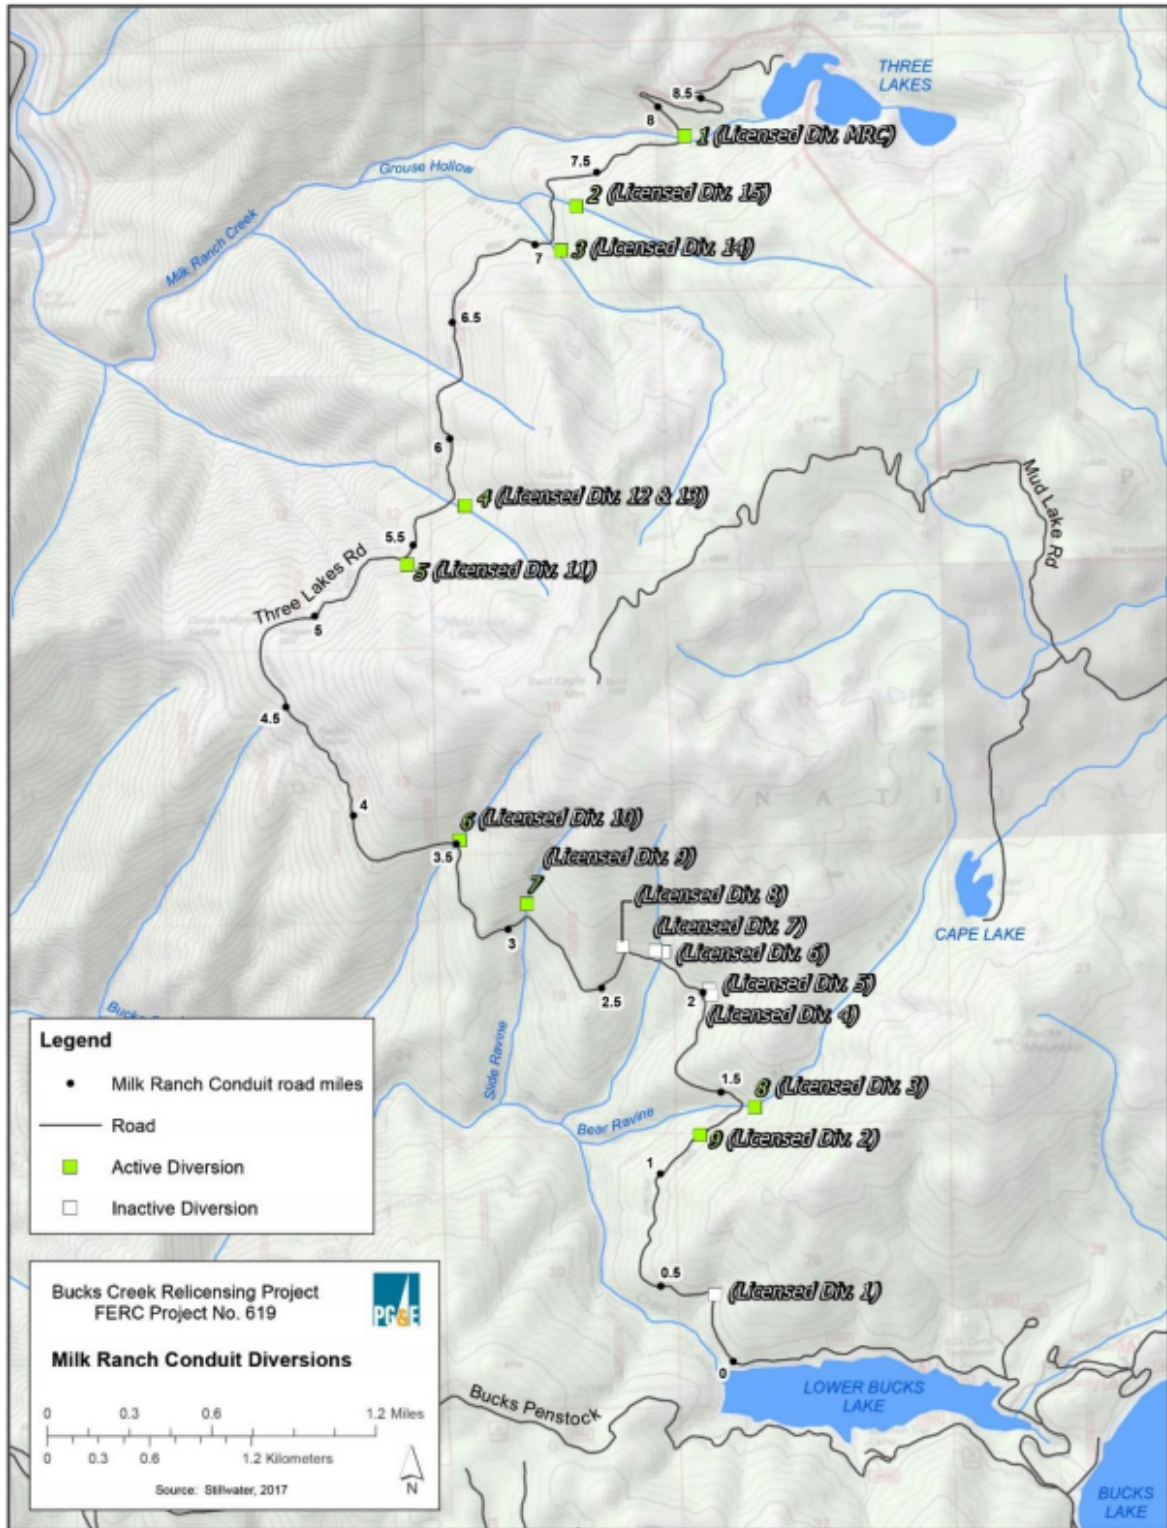 THREE
LAKES
8.5
8
1 (Licensed Div. MRC)
7.5
Grouse Hollow
2 (Licensed Div. 15)
Milk Ranch Creek
7
3 (Licensed Div. 14)
6.5
6
Mud Lake Rd
4 (Licensed Div. 12 & 13)
5.5
5 (Licensed Div. 11)
Three Lakes Rd
5
4.5
NATIONA
4
6 (Licensed Div. 10)
3.5
(Licensed Div. 9)
7
(Licensed Div. 8)
(Licensed Div. 7)
CAPE LAKE
3
(Licensed Div. 6)
2.5
2
(Licensed Div. 5)
(Licensed Div. 4)
Side Ravine
1.5
8 (Licensed Div. 3)
Bear Ravine
9 (Licensed Div. 2)
1
0.5
(Licensed Div. 1)
0
LOWER BUCKS
LAKE
Bucks Penstock
BUCKS
LAKE
Legend
Milk Ranch Conduit road miles
Road
Active Diversion
Inactive Diversion
Bucks Creek Relicensing Project
FERC Project No. 619
PG&E
Milk Ranch Conduit Diversions
0 0.3 0.6 1.2 Miles
0 0.3 0.6 1.2 Kilometers
N
Source: Stillwater, 2017